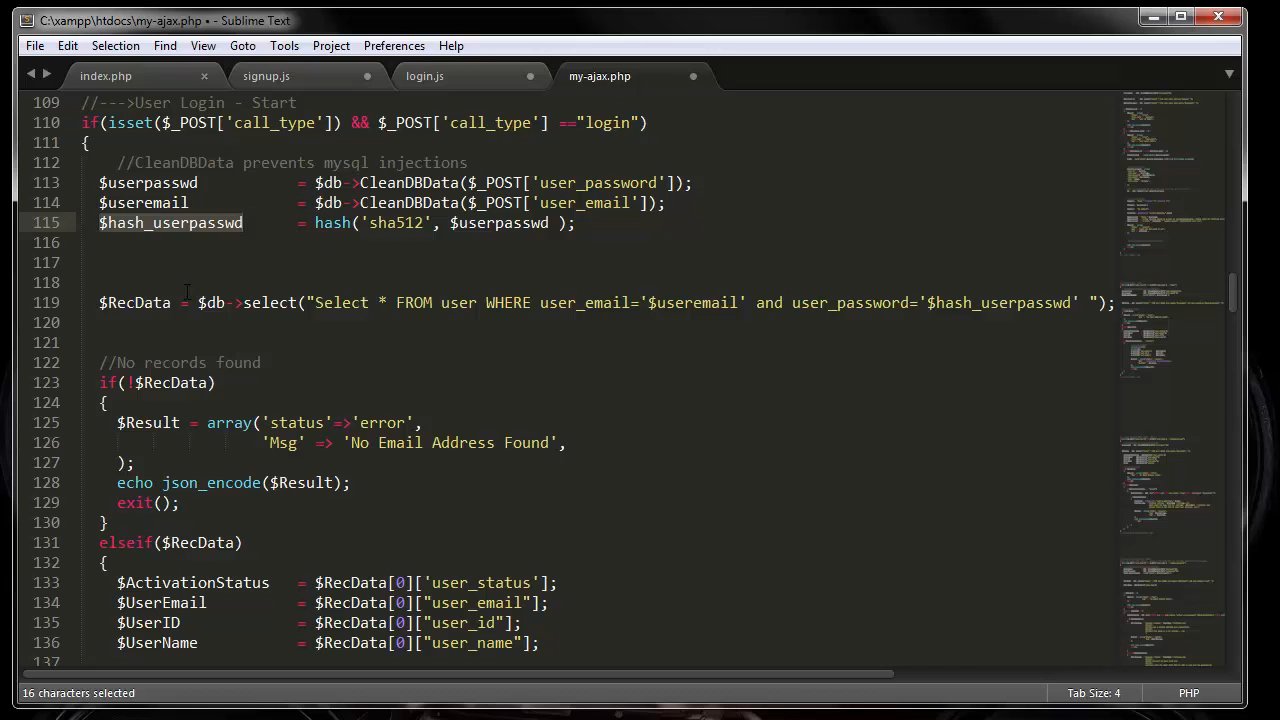 C:\xampp\htdocs\my-ajax.php • - Sublime Text
File Edit Selection Find View Goto Tools Project Preferences Help
index.php signup.js login.js my-ajax.php
109 //--->User Login - Start
110 if(isset($_POST['call_type']) && $_POST['call_type'] =="login")
111 {
112 //CleanDBData prevents mysql injection
113 $userpasswd = $db->CleanDBData($_POST['user_password']);
114 $useremail = $db->CleanDBData($_POST['user_email']);
115 $hash_userpasswd = hash('sha512', $userpasswd );
116
117
118
119 $RecData = $db->select("Select * FROM user WHERE user_email='$useremail' and user_password='$hash_userpasswd' ");
120
121
122 //No records found
123 if(!$RecData)
124 {
125 $Result = array('status'=>'error',
126 'Msg' => 'No Email Address Found',
127 );
128 echo json_encode($Result);
129 exit();
130 }
131 elseif($RecData)
132 {
133 $ActivationStatus = $RecData[0]['user_status'];
134 $UserEmail = $RecData[0]["user_email"];
135 $UserID = $RecData[0]["user_id"];
136 $UserName = $RecData[0]["user_name"];
137
16 characters selected Tab Size: 4 PHP